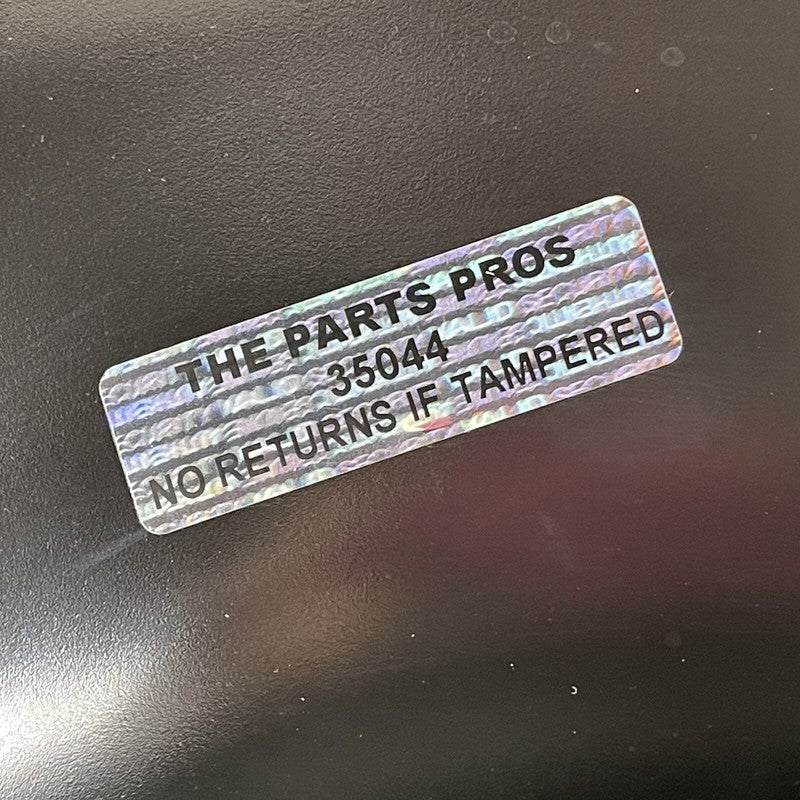 THE PARTS PROS
35044
NO RETURNS IF TAMPERED